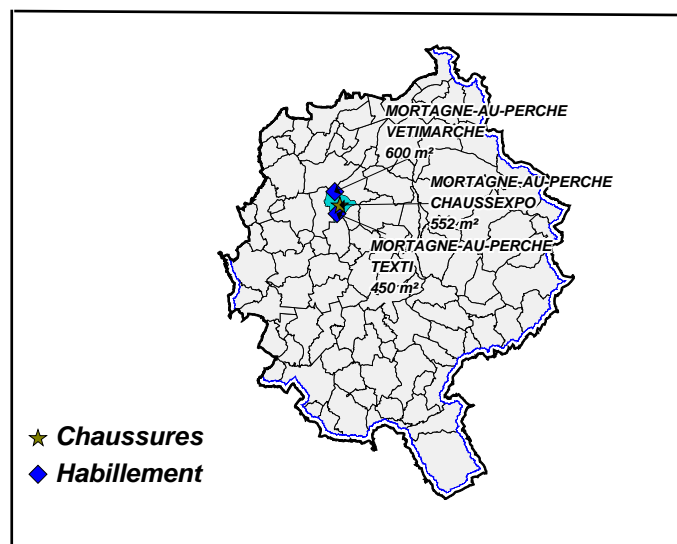 MORTAGNE-AU-PERCHE
VETIMARCHE
600 m²
MORTAGNE-AU-PERCHE
CHAUSSEXPO
552 m²
MORTAGNE-AU-PERCHE
TEXTI
450 m²
Chaussures
Habillement